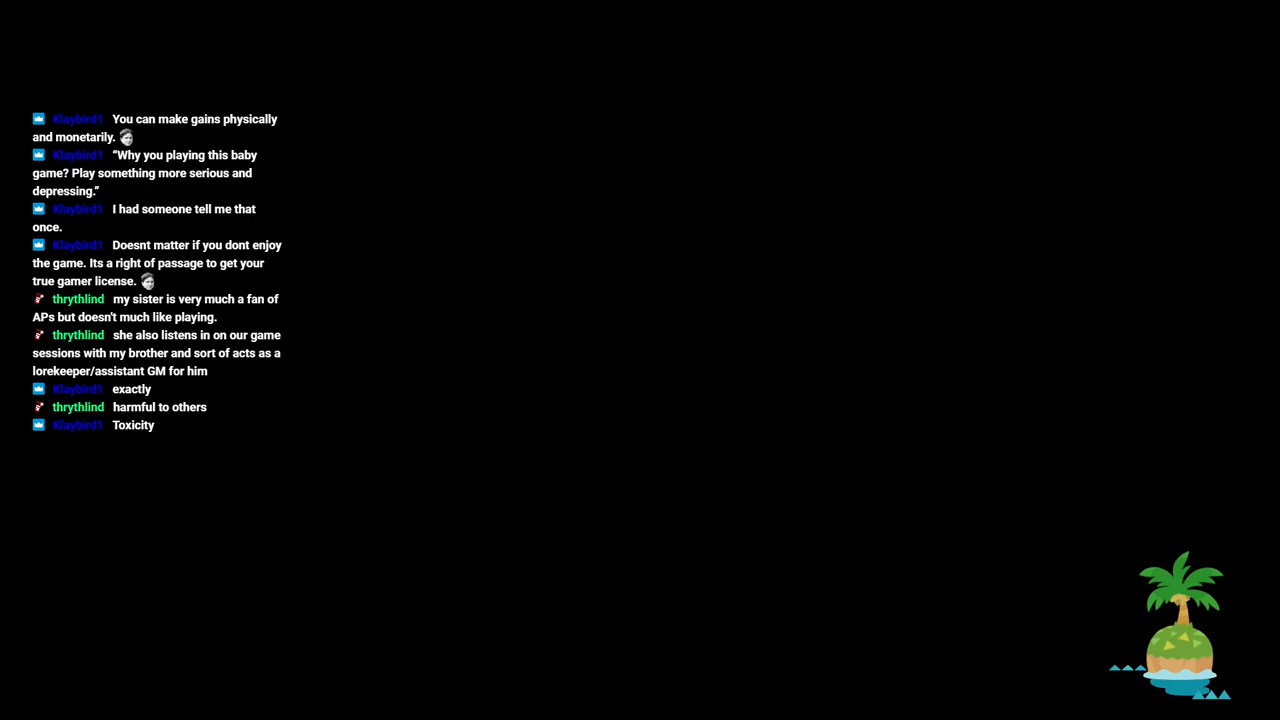 Klaybird1 You can make gains physically
and monetarily.
Klaybird1 “Why you playing this baby
game? Play something more serious and
depressing.”
Klaybird1 I had someone tell me that
once.
Klaybird1 Doesnt matter if you dont enjoy
the game. Its a right of passage to get your
true gamer license.
thrythlind my sister is very much a fan of
APs but doesn't much like playing.
thrythlind she also listens in on our game
sessions with my brother and sort of acts as a
lorekeeper/assistant GM for him
Klaybird1 exactly
thrythlind harmful to others
Klaybird1 Toxicity